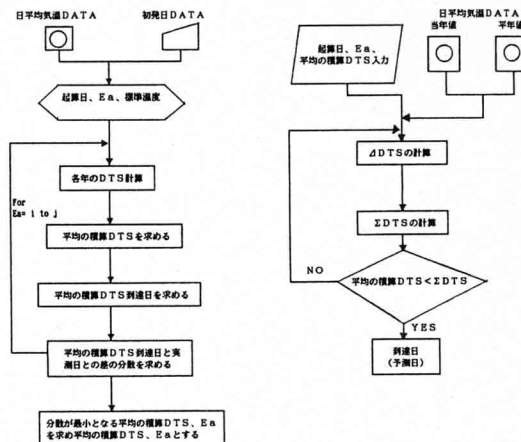 日平均気温DATA
初発日DATA
起算日、Ea、標準温度
各年のDTS計算
For
Ea= i to j
平均の積算DTSを求める
平均の積算DTS到達日を求める
平均の積算DTS到達日と実
測日との差の分散を求める
分散が最小となる平均の積算DTS、Ea
を求め平均の積算DTS、Eaとする
日平均気温DATA
当年値
平年値
起算日、Ea、
平均の積算DTS入力
ΔDTSの計算
ΣDTSの計算
NO
平均の積算DTS<ΣDTS
YES
到達日
(予測日)